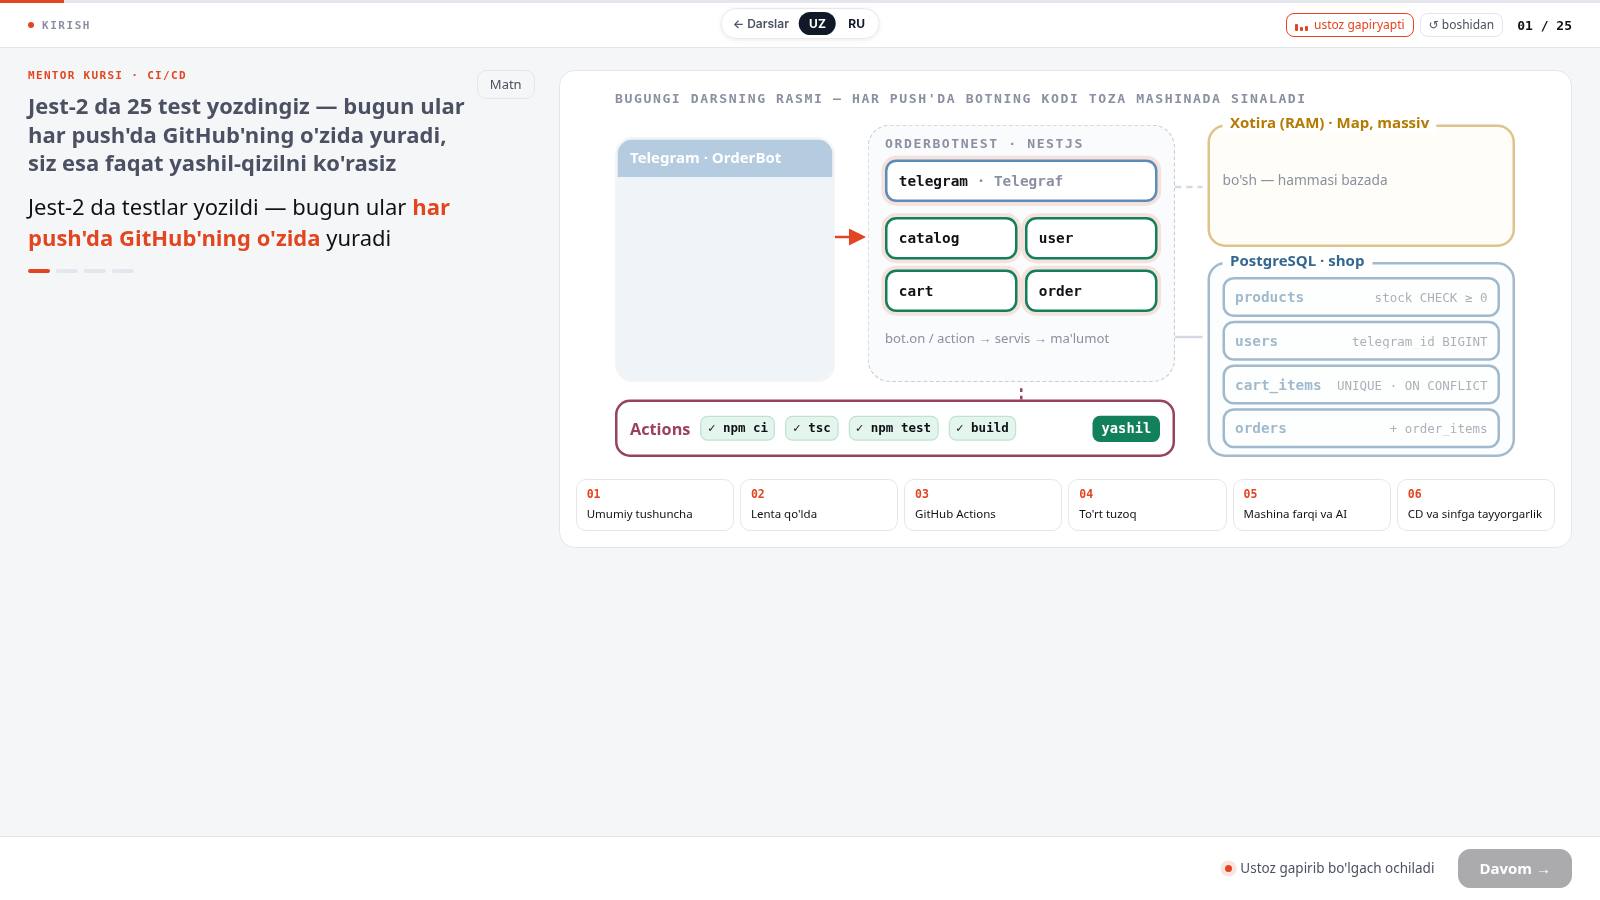 KIRISH
← Darslar UZ RU
ustoz gapiryapti
↺ boshidan
01 / 25
MENTOR KURSI · CI/CD
Matn
Jest-2 da 25 test yozdingiz — bugun ular
har push'da GitHub'ning o'zida yuradi,
siz esa faqat yashil-qizilni ko'rasiz
Jest-2 da testlar yozildi — bugun ular har
push'da GitHub'ning o'zida yuradi
BUGUNGI DARSNING RASMI — HAR PUSH'DA BOTNING KODI TOZA MASHINADA SINALADI
Telegram · OrderBot
ORDERBOTNEST · NESTJS
telegram · Telegraf
catalog
user
cart
order
bot.on / action → servis → ma'lumot
Xotira (RAM) · Map, massiv
bo'sh — hammasi bazada
PostgreSQL · shop
products stock CHECK ≥ 0
users telegram_id BIGINT
cart_items UNIQUE · ON CONFLICT
orders + order_items
Actions ✓ npm ci ✓ tsc ✓ npm test ✓ build yashil
01
Umumiy tushuncha
02
Lenta qo'lda
03
GitHub Actions
04
To'rt tuzoq
05
Mashina farqi va AI
06
CD va sinfga tayyorgarlik
Ustoz gapirib bo'lgach ochiladi
Davom →